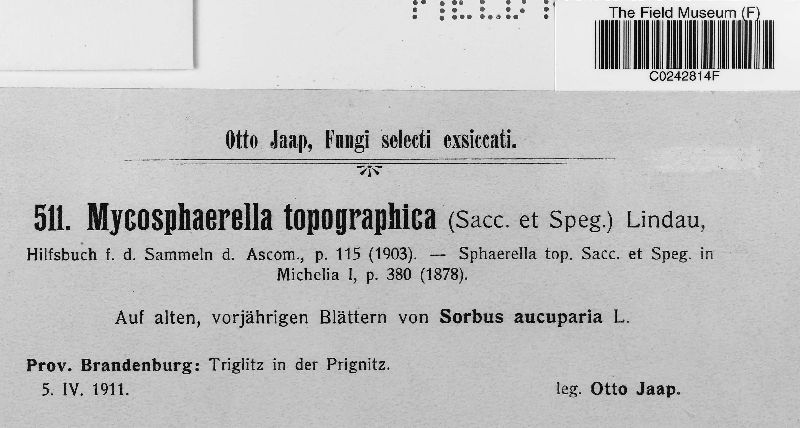 The Field Museum (F)
C0242814F
Otto Jaap, Fungi selecti exsiccati.
511. Mycosphaerella topographica (Sacc. et Speg.) Lindau,
Hilfsbuch f. d. Sammeln d. Ascom., p. 115 (1903). — Sphaerella top. Sacc. et Speg. in
Michelia I, p. 380 (1878).
Auf alten, vorjährigen Blättern von Sorbus aucuparia L.
Prov. Brandenburg: Triglitz in der Prignitz.
5. IV. 1911. leg. Otto Jaap.